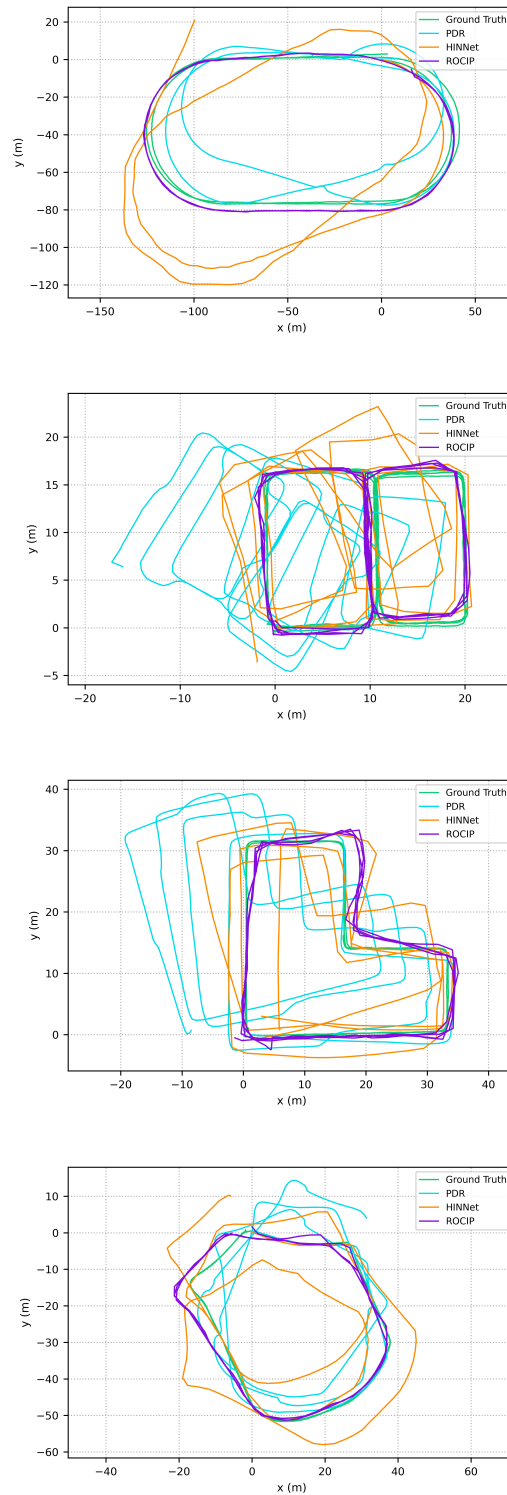 20
0
−20
−40
−60
−80
−100
−120
y (m)
−150
−100
−50
0
50
x (m)
Ground Truth
PDR
HINNet
ROCIP
20
15
10
5
0
−5
y (m)
−20
−10
0
10
20
x (m)
Ground Truth
PDR
HINNet
ROCIP
40
30
20
10
0
y (m)
−20
−10
0
10
20
30
40
x (m)
Ground Truth
PDR
HINNet
ROCIP
10
0
−10
−20
−30
−40
−50
−60
y (m)
−40
−20
0
20
40
60
x (m)
Ground Truth
PDR
HINNet
ROCIP